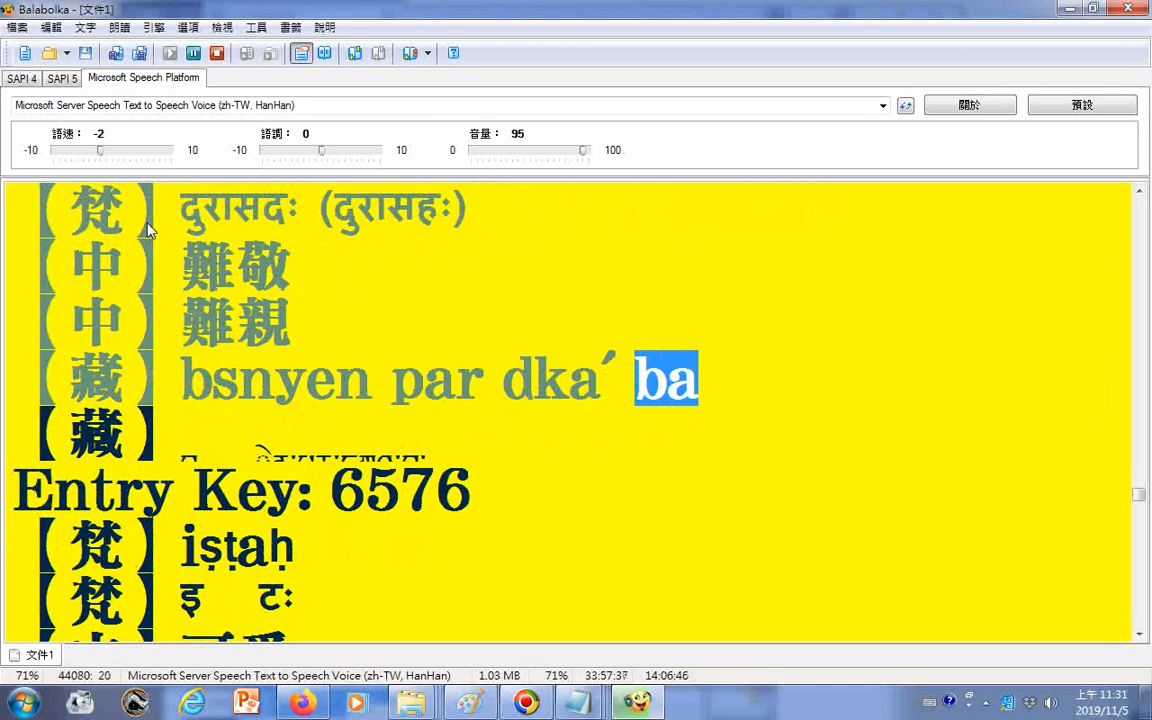 Balabolka - [文件1]
檔案 編輯 文字 朗讀 引擎 選項 檢視 工具 書籤 說明
SAPI 4 SAPI 5 Microsoft Speech Platform
Microsoft Server Speech Text to Speech Voice (zh-TW, HanHan) 關於 預設
語速： -2 語調： 0 音量： 95
-10 10 -10 10 0 100
【梵】 दुरासदः (दुरासहः)
【中】 難敬
【中】 難親
【藏】 bsnyen par dka´ ba
【藏】
Entry Key: 6576
【梵】 iṣṭaḥ
【梵】 इ टः
文件1
71% 44080: 20 Microsoft Server Speech Text to Speech Voice (zh-TW, HanHan) 1.03 MB 71% 33:57:37 14:06:46
上午 11:31
2019/11/5